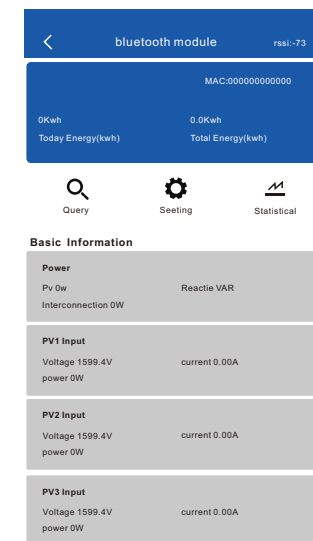 bluetooth module rssi:-73
MAC:000000000000
0Kwh 0.0Kwh
Today Energy(kwh) Total Energy(kwh)
Query Seeting Statistical
Basic Information
Power
Pv 0w Reactie VAR
Interconnection 0W
PV1 Input
Voltage 1599.4V current 0.00A
power 0W
PV2 Input
Voltage 1599.4V current 0.00A
power 0W
PV3 Input
Voltage 1599.4V current 0.00A
power 0W